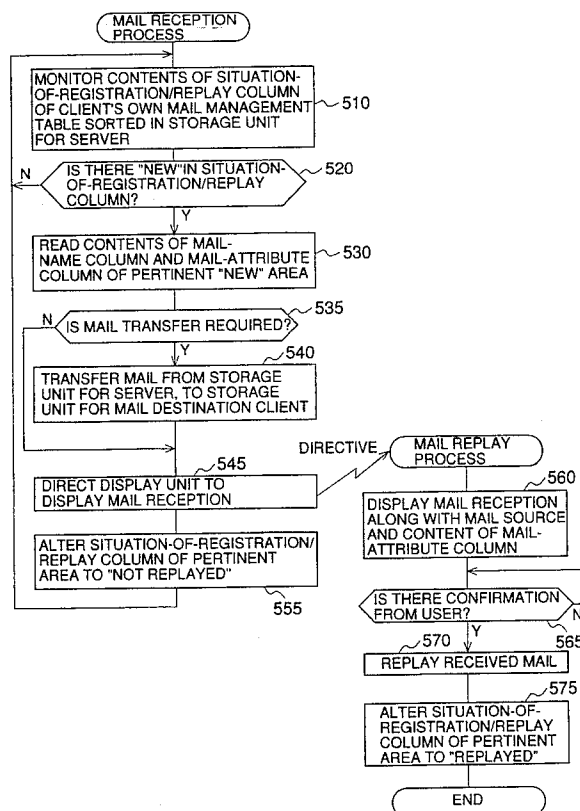 MAIL RECEPTION
PROCESS
MONITOR CONTENTS OF SITUATION-
OF-REGISTRATION/REPLAY COLUMN
OF CLIENT'S OWN MAIL MANAGEMENT
TABLE SORTED IN STORAGE UNIT
FOR SERVER
510
N
IS THERE "NEW" IN SITUATION-
OF-REGISTRATION/REPLAY
COLUMN?
520
Y
READ CONTENTS OF MAIL-
NAME COLUMN AND MAIL-ATTRIBUTE
COLUMN OF PERTINENT "NEW" AREA
530
N
IS MAIL TRANSFER REQUIRED?
535
Y
540
TRANSFER MAIL FROM STORAGE
UNIT FOR SERVER, TO STORAGE
UNIT FOR MAIL DESTINATION CLIENT
545
DIRECT DISPLAY UNIT TO
DISPLAY MAIL RECEPTION
DIRECTIVE
ALTER SITUATION-OF-REGISTRATION/
REPLAY COLUMN OF PERTINENT
AREA TO "NOT REPLAYED"
555
MAIL REPLAY
PROCESS
560
DISPLAY MAIL RECEPTION
ALONG WITH MAIL SOURCE
AND CONTENT OF MAIL-
ATTRIBUTE COLUMN
IS THERE CONFIRMATION
FROM USER?
N
565
Y
570
REPLAY RECEIVED MAIL
575
ALTER SITUATION-OF-
REGISTRATION/REPLAY
COLUMN OF PERTINENT
AREA TO "REPLAYED"
END